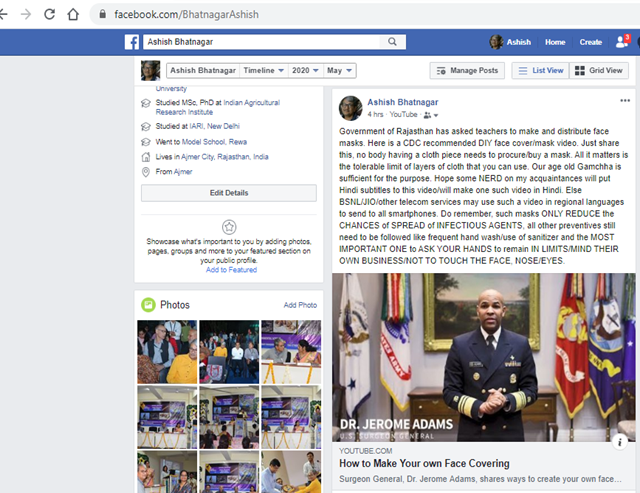 facebook.com/BhatnagarAshish
Ashish Bhatnagar
Ashish
Home
Create
3
Ashish Bhatnagar
Timeline
2020
May
Manage Posts
List View
Grid View
University
Studied MSc, PhD at Indian Agricultural
Research Institute
Studied at IARI, New Delhi
Went to Model School, Rewa
Lives in Ajmer City, Rajasthan, India
From Ajmer
Edit Details
Showcase what's important to you by adding photos,
pages, groups and more to your featured section on
your public profile.
Add to Featured
Photos
Add Photo
Ashish Bhatnagar
4 hrs · YouTube ·
Government of Rajasthan has asked teachers to make and distribute face
masks. Here is a CDC recommended DIY face cover/mask video. Just share
this, no body having a cloth piece needs to procure/buy a mask. All it matters is
the tolerable limit of layers of cloth that you can use. Our age old Gamchha is
sufficient for the purpose. Hope some NERD on my acquaintances will put
Hindi subtitles to this video/will make one such video in Hindi. Else
BSNL/JIO/other telecom services may use such a video in regional languages
to send to all smartphones. Do remember, such masks ONLY REDUCE the
CHANCES of SPREAD of INFECTIOUS AGENTS, all other preventives still
need to be followed like frequent hand wash/use of sanitizer and the MOST
IMPORTANT ONE to ASK YOUR HANDS to remain IN LIMITS/MIND THEIR
OWN BUSINESS/NOT TO TOUCH THE FACE, NOSE/EYES.
DR. JEROME ADAMS
U.S. SURGEON GENERAL
YOUTUBE.COM
How to Make Your own Face Covering
Surgeon General, Dr. Jerome Adams, shares ways to create your own face...